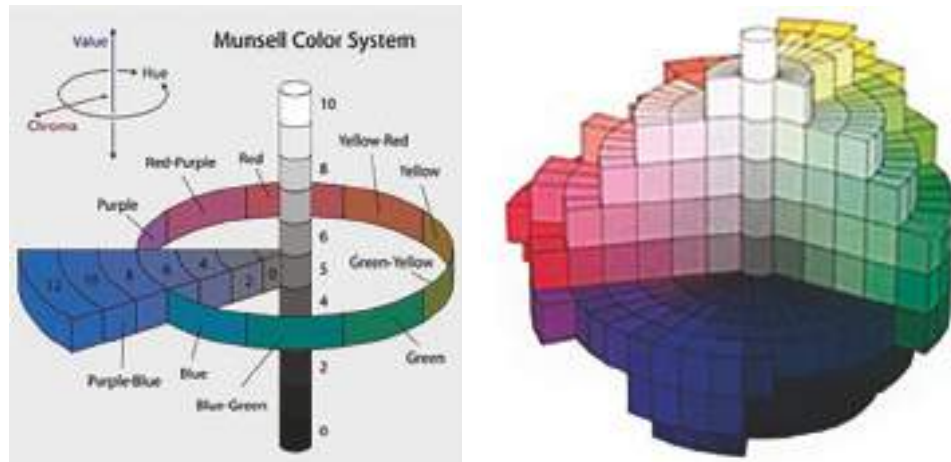 Value
Munsell Color System
Hue
Chroma
10
Yellow-Red
Red
Red-Purple
8
Yellow
Purple
6
4
6
8
10
12
2
0
5
Green-Yellow
4
Green
2
Blue
Purple-Blue
Blue-Green
0